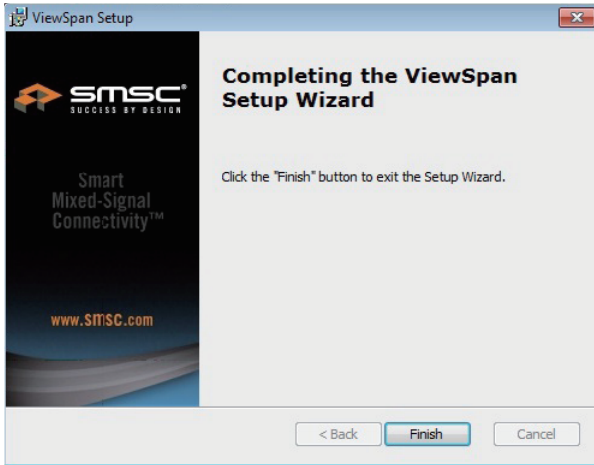 ViewSpan Setup
smsc®
SUCCESS BY DESIGN
Smart
Mixed-Signal
Connectivity™
www.smsc.com
Completing the ViewSpan
Setup Wizard
Click the "Finish" button to exit the Setup Wizard.
< Back
Finish
Cancel